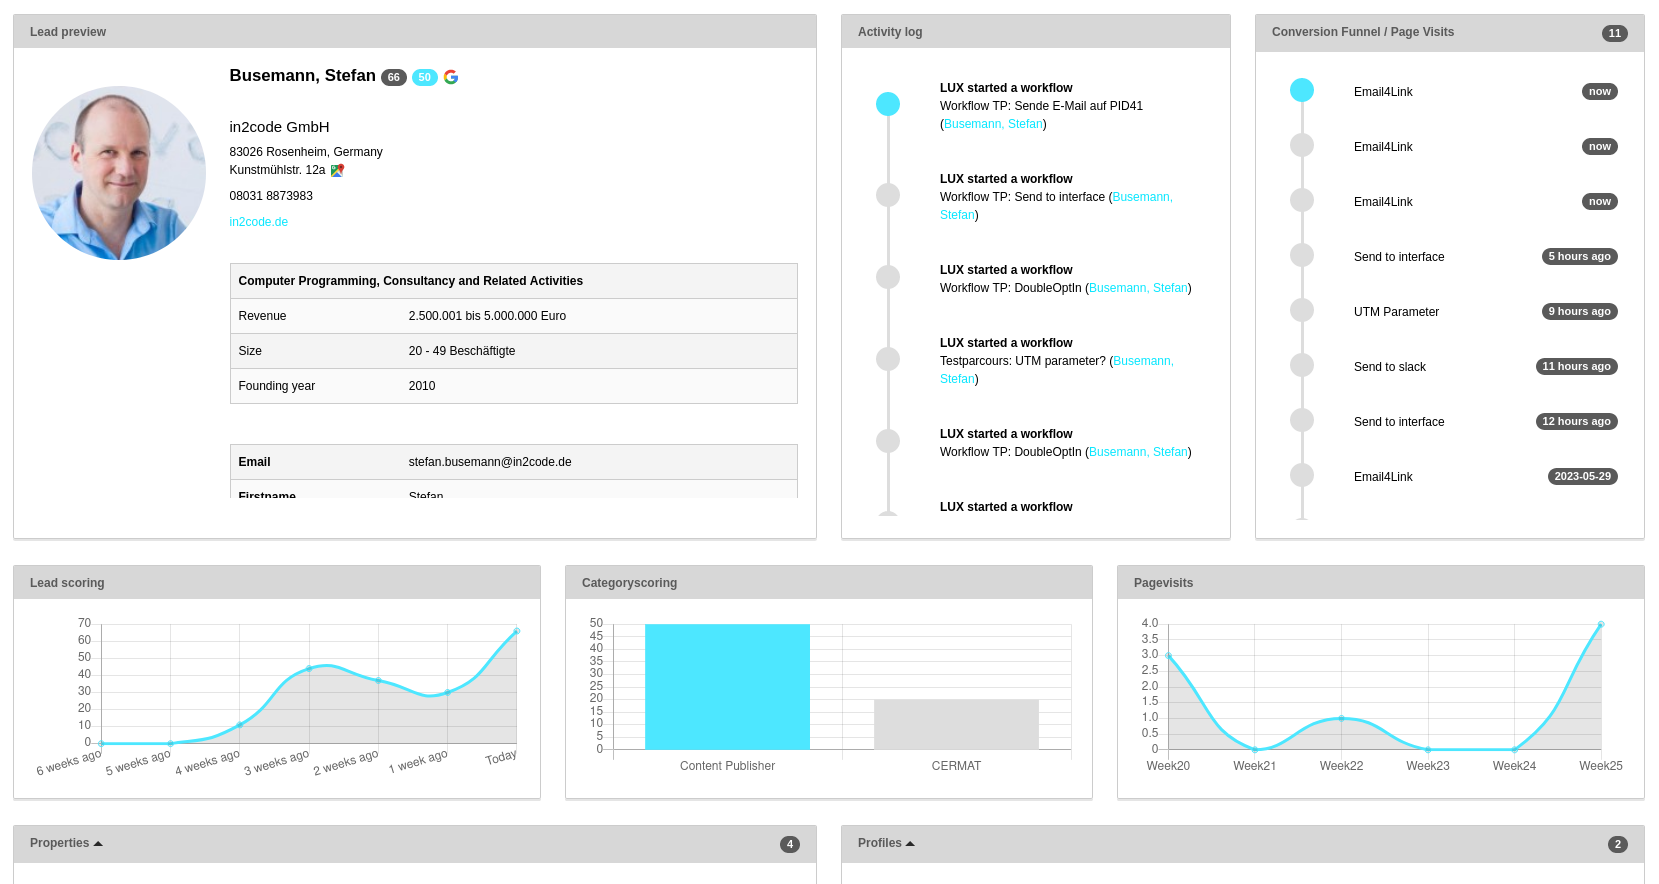 Lead preview
Busemann, Stefan 66 50
in2code GmbH
83026 Rosenheim, Germany
Kunstmühlstr. 12a
08031 8873983
in2code.de
Computer Programming, Consultancy and Related Activities
Revenue 2.500.001 bis 5.000.000 Euro
Size 20 - 49 Beschäftigte
Founding year 2010
Email stefan.busemann@in2code.de
Firstname Stefan
Activity log
LUX started a workflow
Workflow TP: Sende E-Mail auf PID41
(Busemann, Stefan)
LUX started a workflow
Workflow TP: Send to interface (Busemann,
Stefan)
LUX started a workflow
Workflow TP: DoubleOptIn (Busemann, Stefan)
LUX started a workflow
Testparcours: UTM parameter? (Busemann,
Stefan)
LUX started a workflow
Workflow TP: DoubleOptIn (Busemann, Stefan)
LUX started a workflow
Conversion Funnel / Page Visits 11
Email4Link now
Email4Link now
Email4Link now
Send to interface 5 hours ago
UTM Parameter 9 hours ago
Send to slack 11 hours ago
Send to interface 12 hours ago
Email4Link 2023-05-29
Lead scoring
70
60
50
40
30
20
10
0
6 weeks ago 5 weeks ago 4 weeks ago 3 weeks ago 2 weeks ago 1 week ago Today
Categoryscoring
50
45
40
35
30
25
20
15
10
5
0
Content Publisher CERMAT
Pagevisits
4.0
3.5
3.0
2.5
2.0
1.5
1.0
0.5
0
Week20 Week21 Week22 Week23 Week24 Week25
Properties 4
Profiles 2